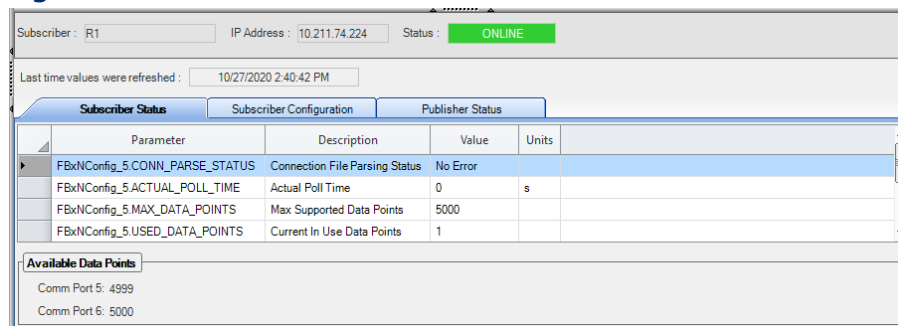 Subscriber : R1 IP Address : 10.211.74.224 Status : ONLINE
Last time values were refreshed : 10/27/2020 2:40:42 PM
Subscriber Status Subscriber Configuration Publisher Status
Parameter Description Value Units
FBxNConfig_5.CONN_PARSE_STATUS Connection File Parsing Status No Error
FBxNConfig_5.ACTUAL_POLL_TIME Actual Poll Time 0 s
FBxNConfig_5.MAX_DATA_POINTS Max Supported Data Points 5000
FBxNConfig_5.USED_DATA_POINTS Current In Use Data Points 1
Available Data Points
Comm Port 5: 4999
Comm Port 6: 5000